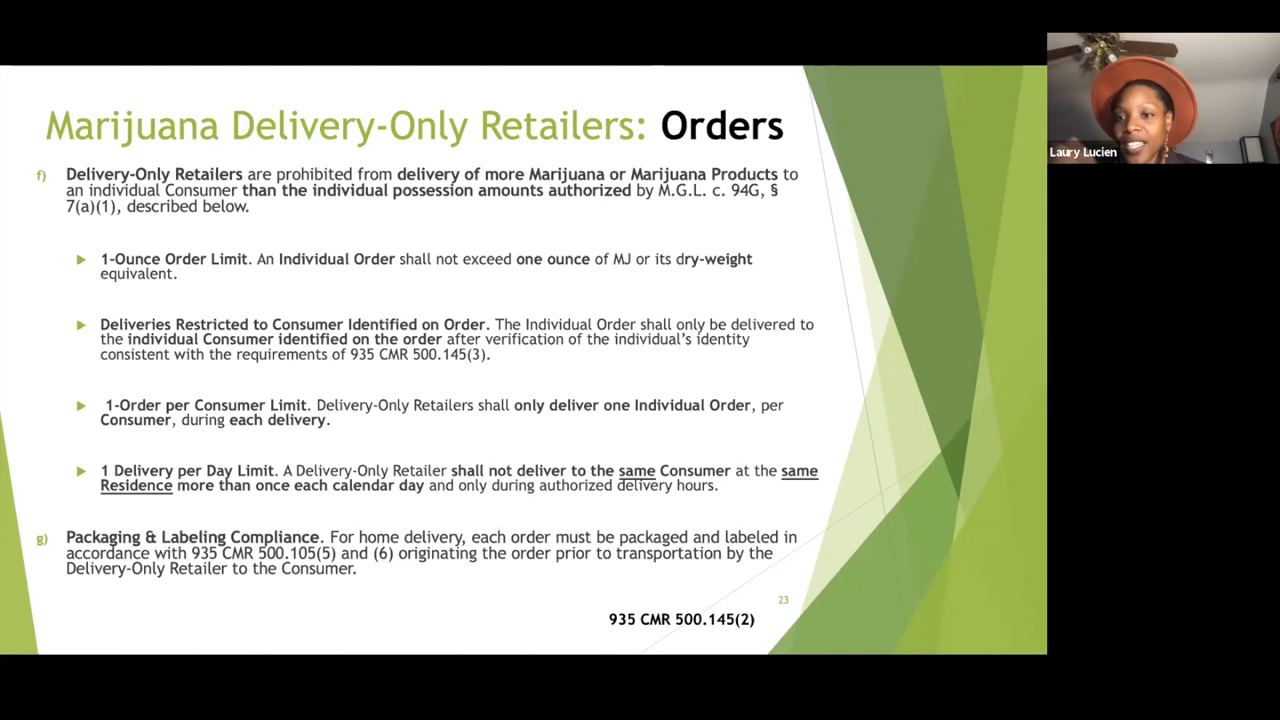 Marijuana Delivery-Only Retailers: Orders
f) Delivery-Only Retailers are prohibited from delivery of more Marijuana or Marijuana Products to
an individual Consumer than the individual possession amounts authorized by M.G.L. c. 94G, §
7(a)(1), described below.
1-Ounce Order Limit. An Individual Order shall not exceed one ounce of MJ or its dry-weight
equivalent.
Deliveries Restricted to Consumer Identified on Order. The Individual Order shall only be delivered to
the individual Consumer identified on the order after verification of the individual's identity
consistent with the requirements of 935 CMR 500.145(3).
1-Order per Consumer Limit. Delivery-Only Retailers shall only deliver one Individual Order, per
Consumer, during each delivery.
1 Delivery per Day Limit. A Delivery-Only Retailer shall not deliver to the same Consumer at the same
Residence more than once each calendar day and only during authorized delivery hours.
g) Packaging & Labeling Compliance. For home delivery, each order must be packaged and labeled in
accordance with 935 CMR 500.105(5) and (6) originating the order prior to transportation by the
Delivery-Only Retailer to the Consumer.
23
935 CMR 500.145(2)
Laury Lucien